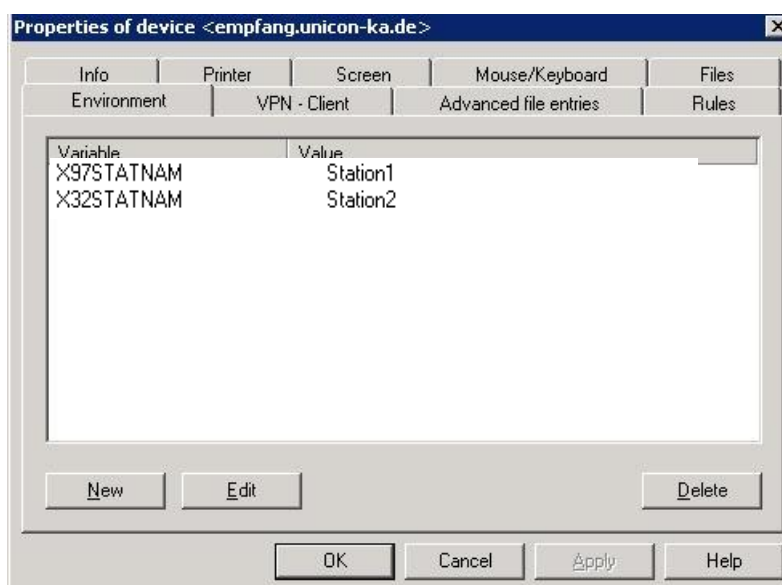 Properties of device <empfang.unicon-ka.de>
Info Printer Screen Mouse/Keyboard Files
Environment VPN - Client Advanced file entries Rules
Variable Value
X97STATNAM Station1
X32STATNAM Station2
New Edit Delete
OK Cancel Apply Help